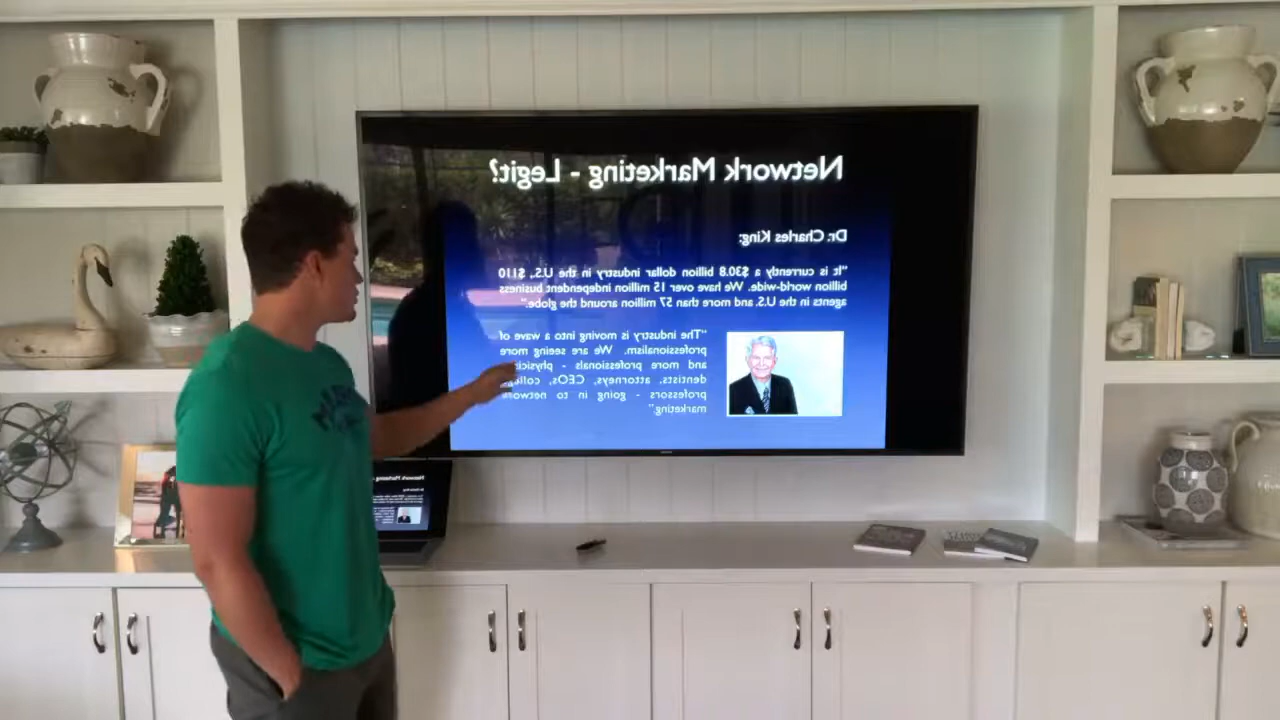 Network Marketing - Legit?
Dr. Charles King:
"It is currently a $30.8 billion dollar industry in the U.S., $110
billion world-wide. We have over 15 million independent business
agents in the U.S. and more than 57 million around the globe."
"The industry is moving into a wave of
professionalism. We are seeing more
and more professionals -
dentists, attorneys, CEOs,
professors - going in to network
marketing."
Network Marketing -